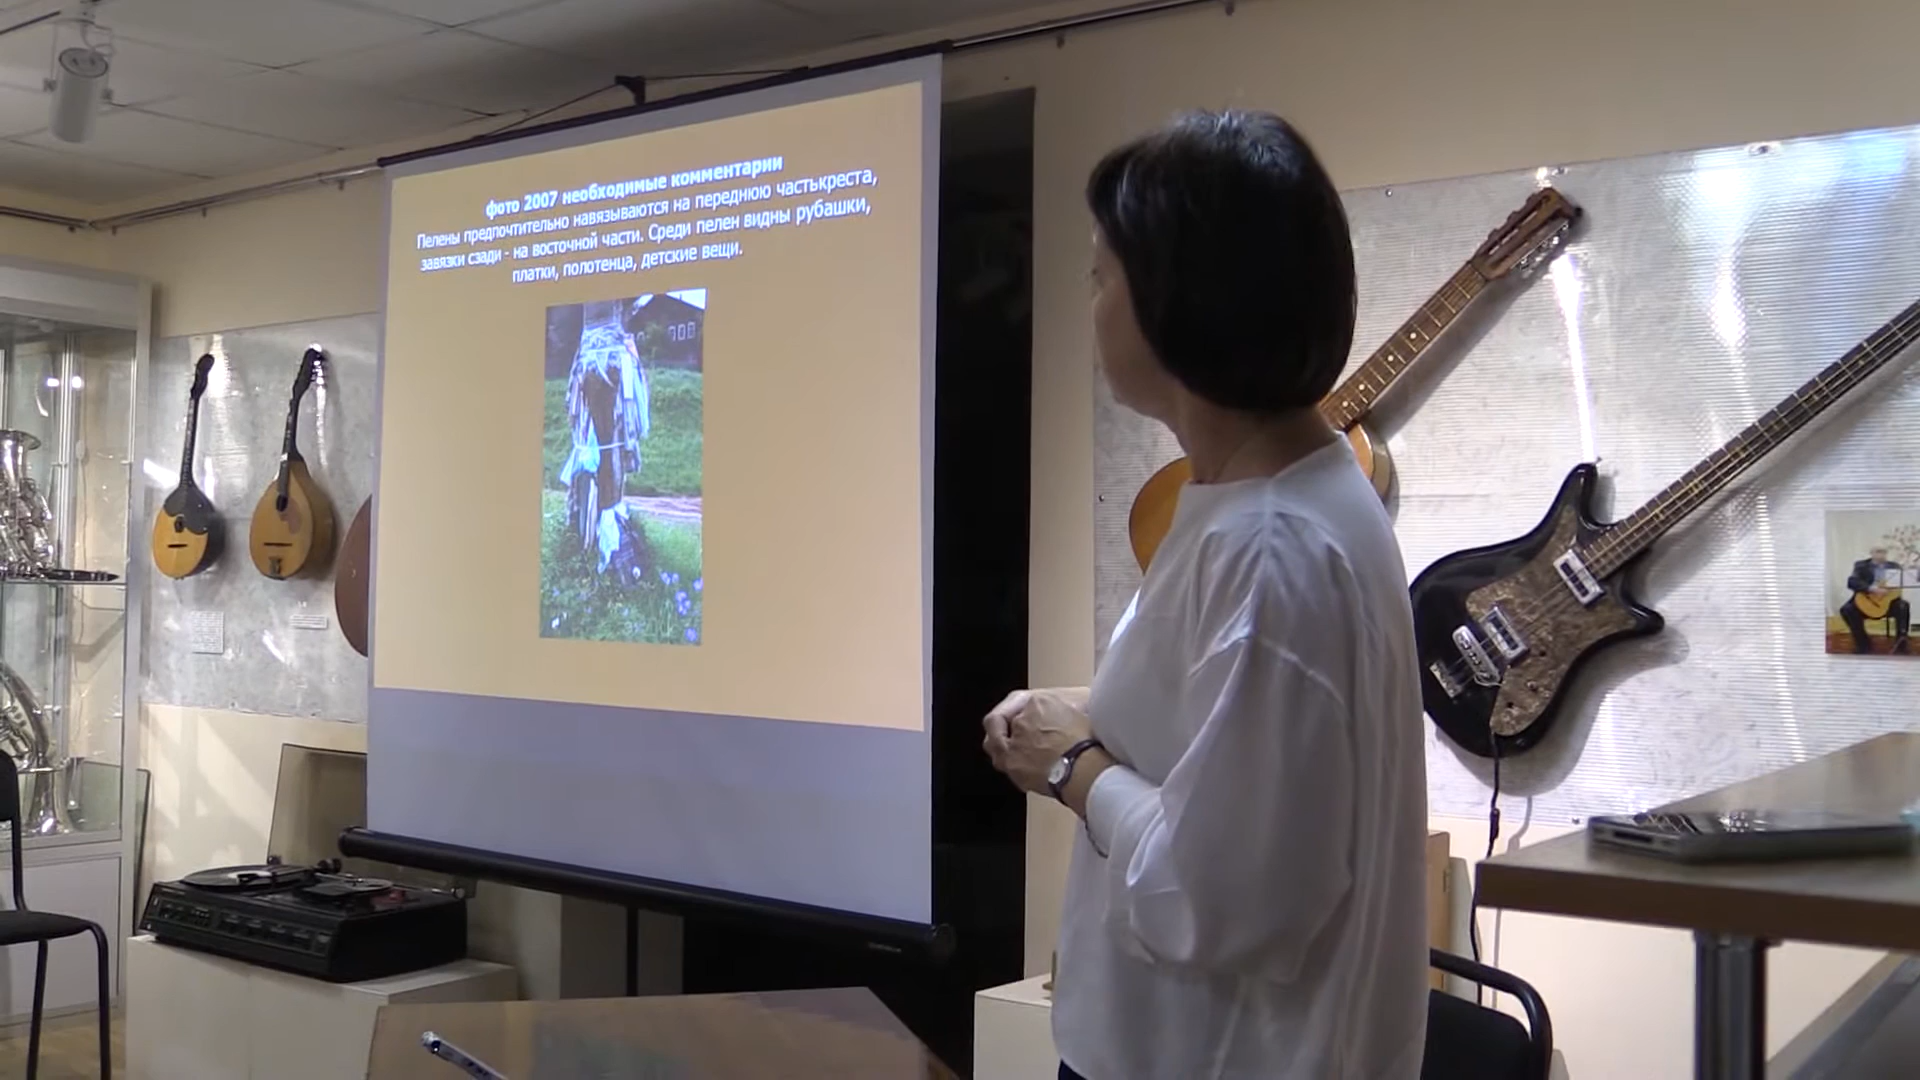 фото 2007 необходимые комментарии
Пелены предпочтительно навязываются на переднюю частькреста,
завязки сзади - на восточной части. Среди пелен видны рубашки,
платки, полотенца, детские вещи.